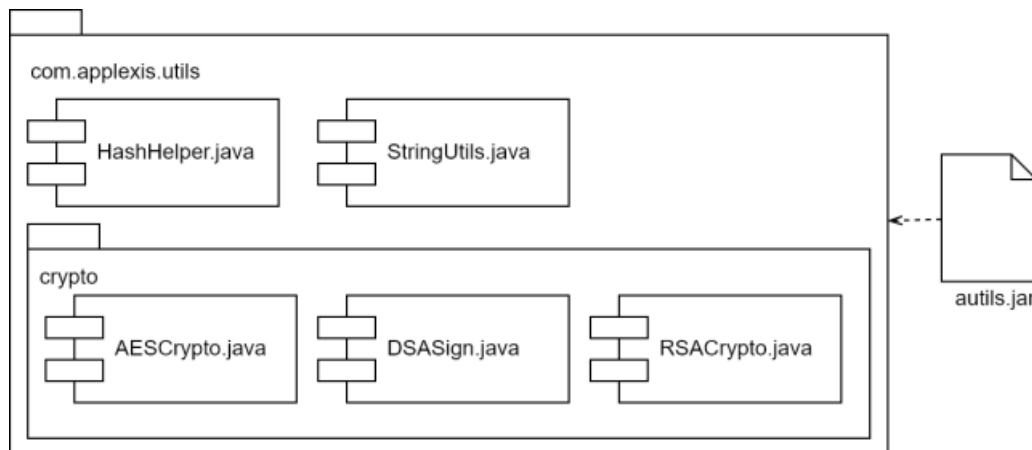 com.applexis.utils
HashHelper.java
StringUtils.java
crypto
AESCrypto.java
DSASign.java
RSACrypto.java
autils.jar